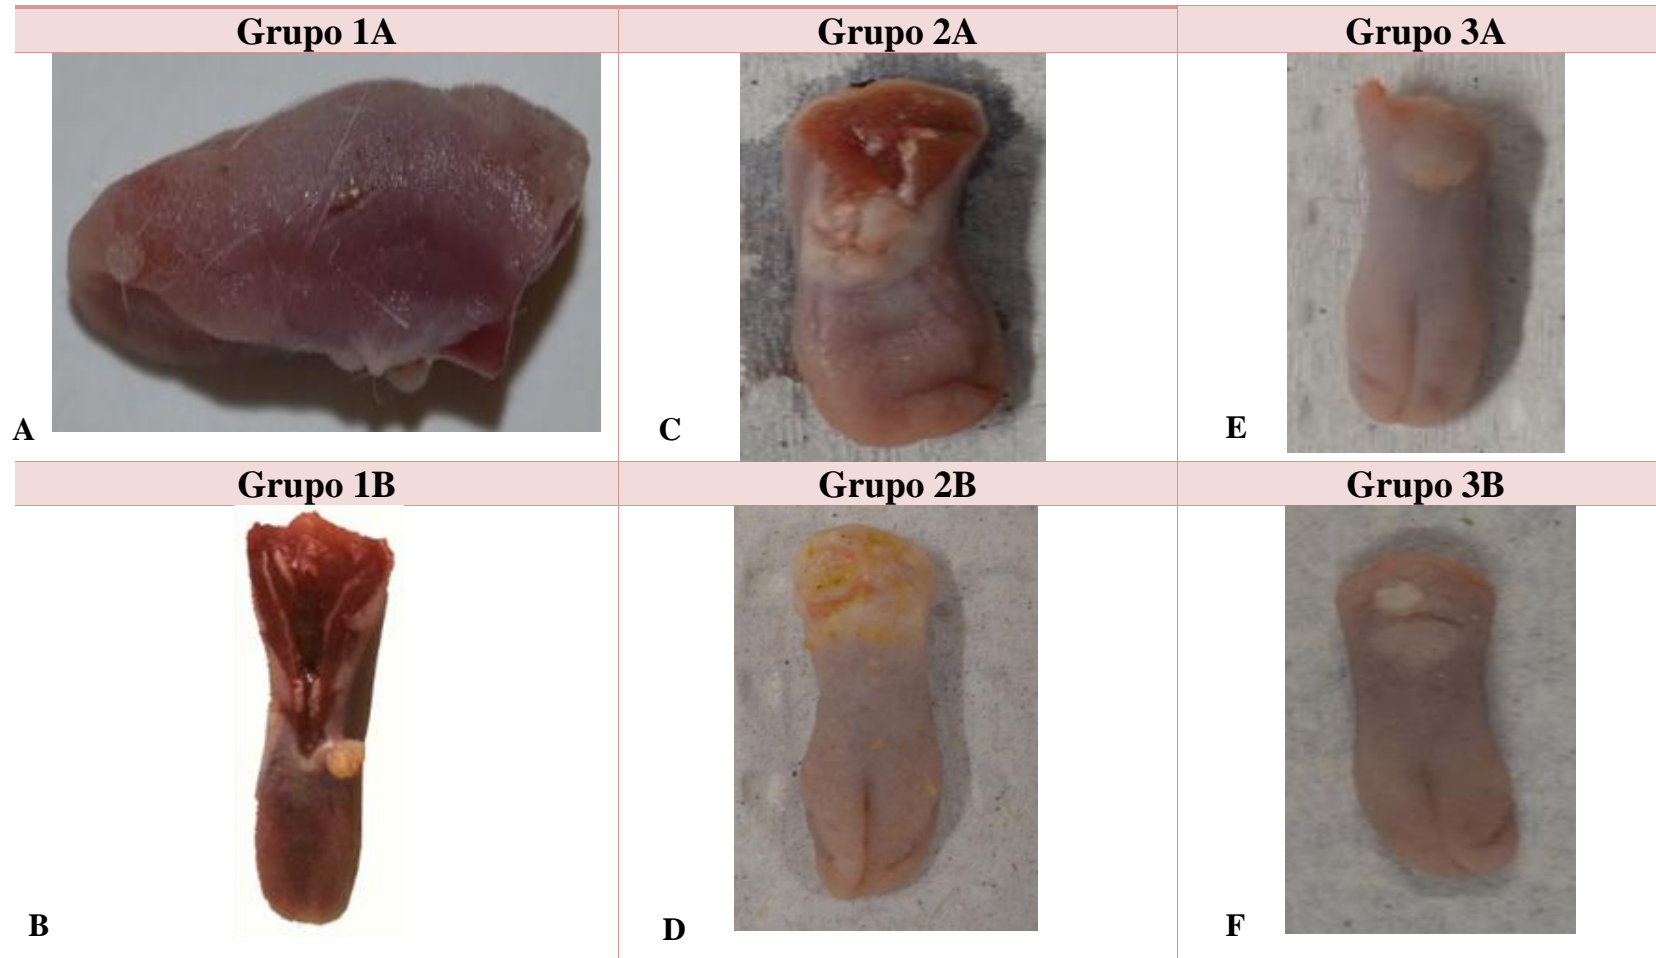 Grupo 1A Grupo 2A Grupo 3A
A C E
Grupo 1B Grupo 2B Grupo 3B
B D F